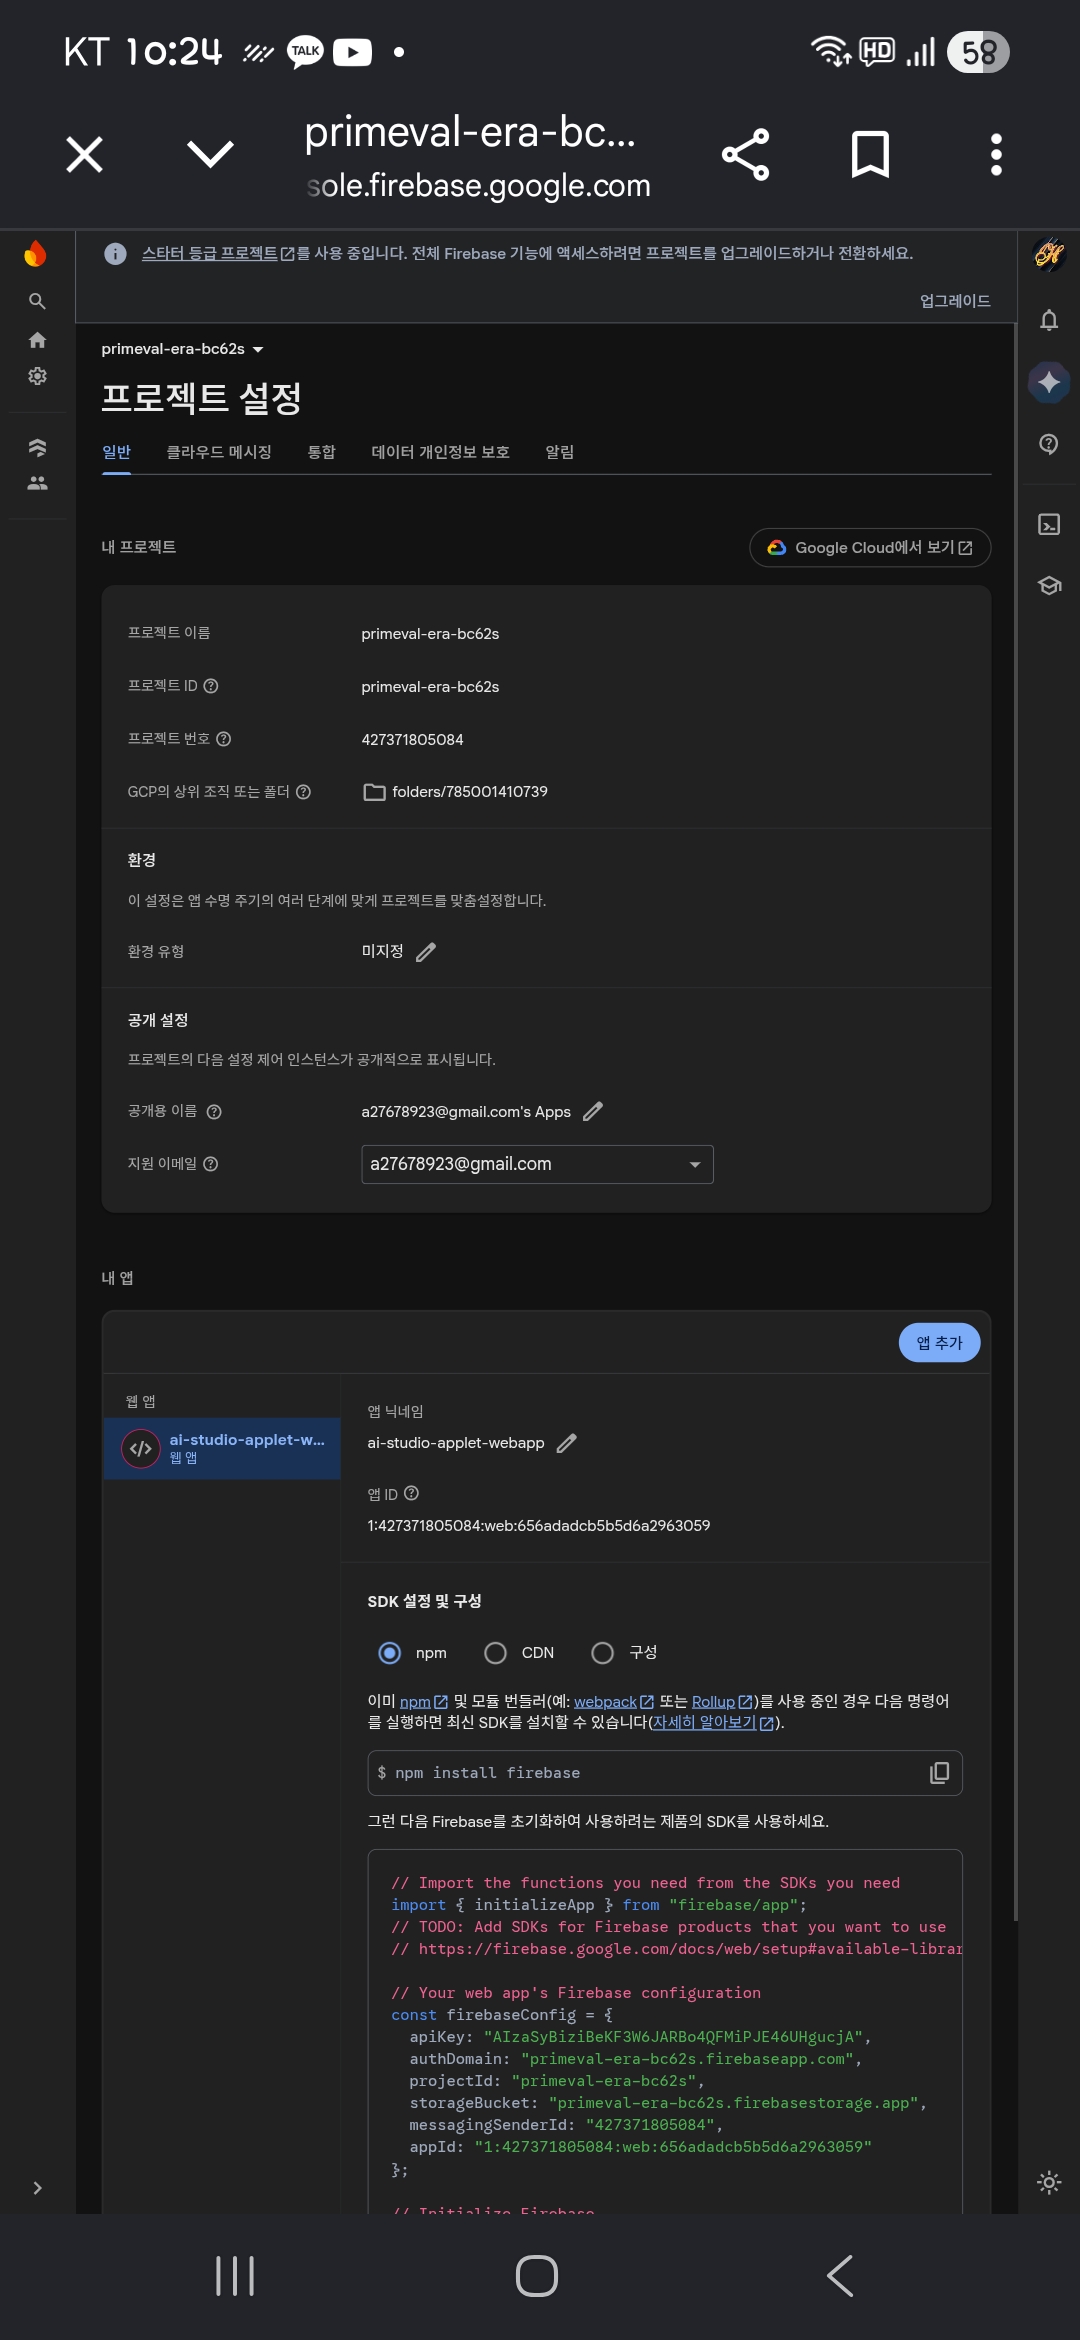 KT 10:24 TALK HD 58
primeval-era-bc...
sole.firebase.google.com
스타터 등급 프로젝트를 사용 중입니다. 전체 Firebase 기능에 액세스하려면 프로젝트를 업그레이드하거나 전환하세요.
업그레이드
primeval-era-bc62s
프로젝트 설정
일반 클라우드 메시징 통합 데이터 개인정보 보호 알림
내 프로젝트
Google Cloud에서 보기
프로젝트 이름 primeval-era-bc62s
프로젝트 ID primeval-era-bc62s
프로젝트 번호 427371805084
GCP의 상위 조직 또는 폴더 folders/785001410739
환경
이 설정은 앱 수명 주기의 여러 단계에 맞게 프로젝트를 맞춤설정합니다.
환경 유형 미지정
공개 설정
프로젝트의 다음 설정 제어 인스턴스가 공개적으로 표시됩니다.
공개용 이름 a27678923@gmail.com's Apps
지원 이메일 a27678923@gmail.com
내 앱
앱 추가
웹 앱
ai-studio-applet-w...
웹 앱
앱 닉네임
ai-studio-applet-webapp
앱 ID
1:427371805084:web:656adadcb5b5d6a2963059
SDK 설정 및 구성
npm CDN 구성
이미 npm 및 모듈 번들러(예: webpack 또는 Rollup)를 사용 중인 경우 다음 명령어
를 실행하면 최신 SDK를 설치할 수 있습니다(자세히 알아보기).
$ npm install firebase
그런 다음 Firebase를 초기화하여 사용하려는 제품의 SDK를 사용하세요.
// Import the functions you need from the SDKs you need
import { initializeApp } from "firebase/app";
// TODO: Add SDKs for Firebase products that you want to use
// https://firebase.google.com/docs/web/setup#available-librar
// Your web app's Firebase configuration
const firebaseConfig = {
apiKey: "AIzaSyBiziBeKF3W6JARBo4QFMiPJE46UHgucjA",
authDomain: "primeval-era-bc62s.firebaseapp.com",
projectId: "primeval-era-bc62s",
storageBucket: "primeval-era-bc62s.firebasestorage.app",
messagingSenderId: "427371805084",
appId: "1:427371805084:web:656adadcb5b5d6a2963059"
};
// Initialize Firebase